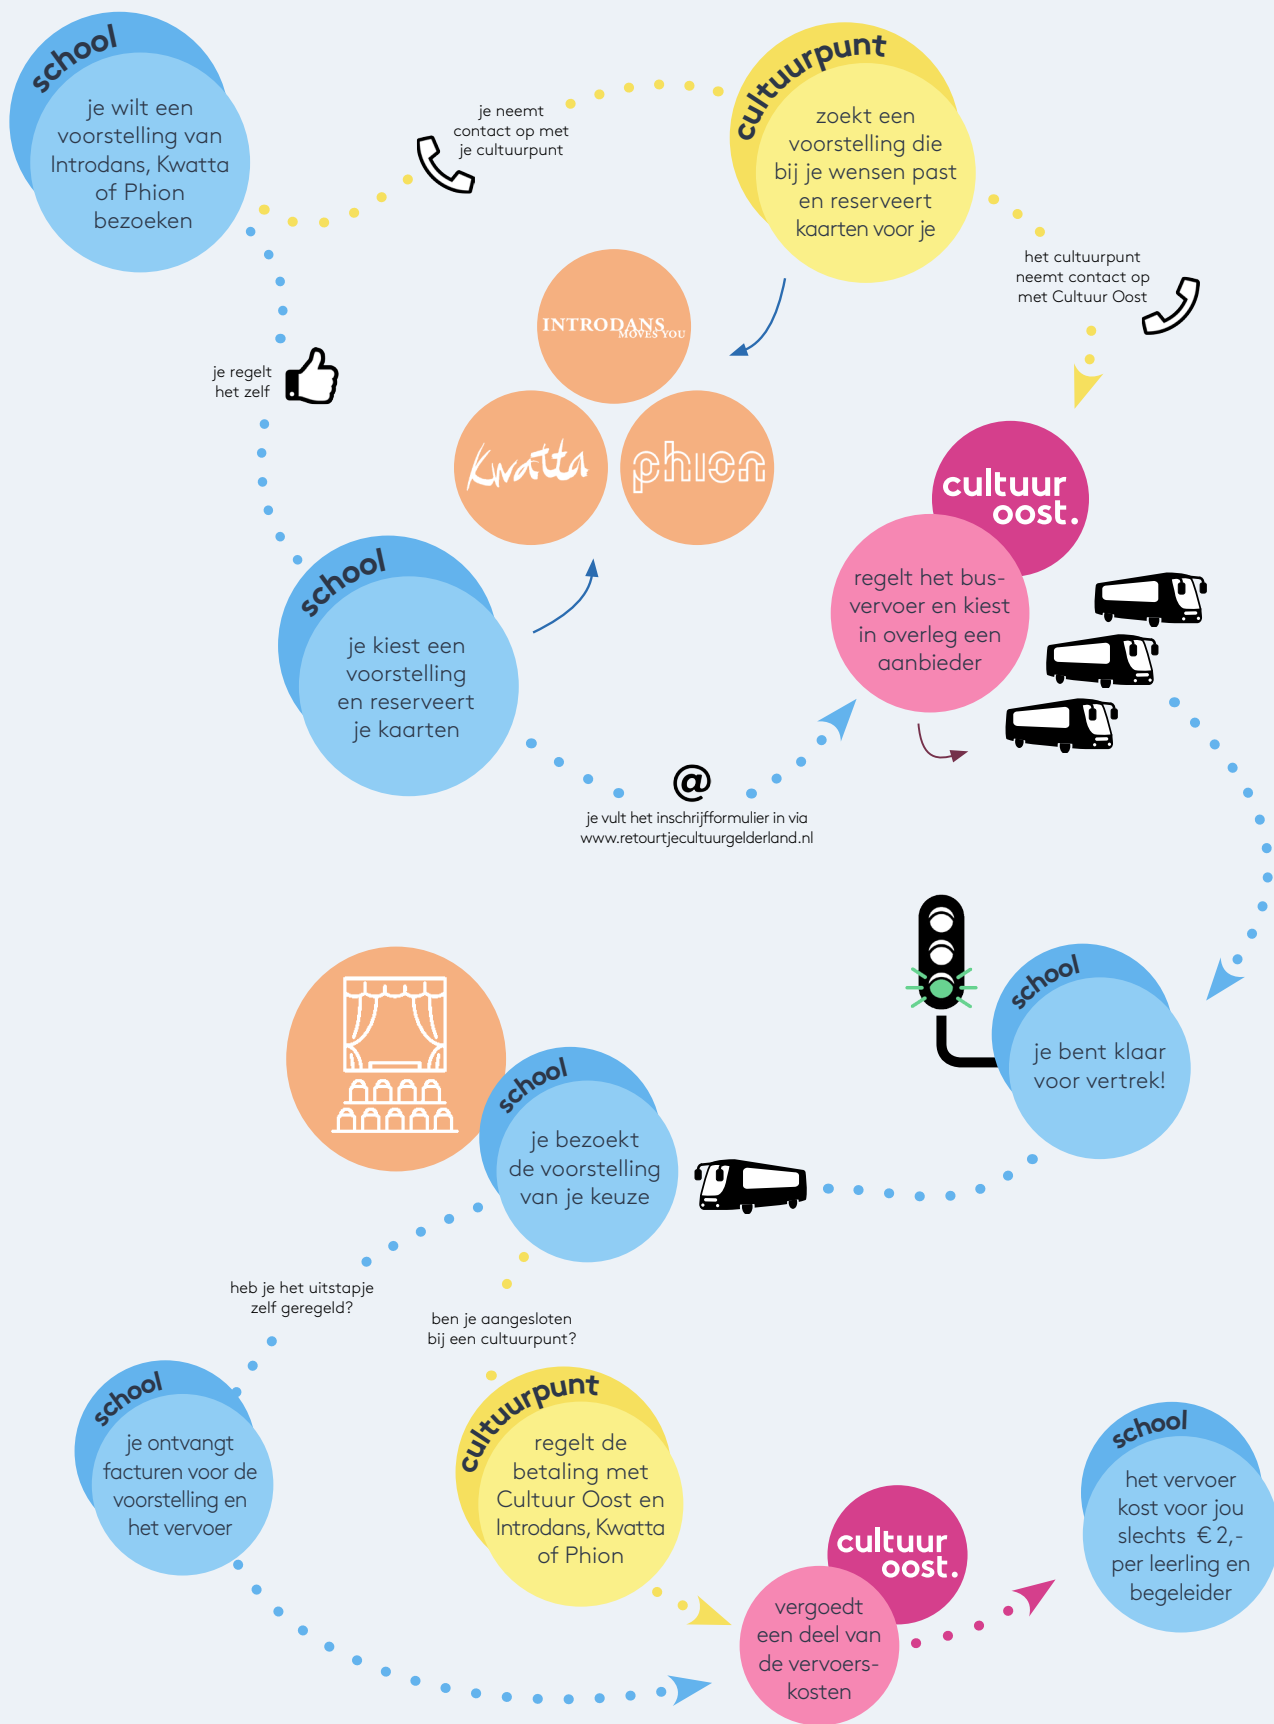 school
je wilt een
voorstelling van
Introdans, Kwatta
of Phion
bezoeken
je neemt
contact op met
je cultuurpunt
cultuurpunt
zoekt een
voorstelling die
bij je wensen past
en reserveert
kaarten voor je
het cultuurpunt
neemt contact op
met Cultuur Oost
INTRODANS
MOVES YOU
Kwatta
phion
je regelt
het zelf
school
je kiest een
voorstelling
en reserveert
je kaarten
@
je vult het inschrijfformulier in via
www.retourtjecultuurgelderland.nl
cultuur
oost.
regelt het bus-
vervoer en kiest
in overleg een
aanbieder
school
je bent klaar
voor vertrek!
school
je bezoekt
de voorstelling
van je keuze
heb je het uitstapje
zelf geregeld?
ben je aangesloten
bij een cultuurpunt?
school
je ontvangt
facturen voor de
voorstelling en
het vervoer
cultuurpunt
regelt de
betaling met
Cultuur Oost en
Introdans, Kwatta
of Phion
cultuur
oost.
vergoedt
een deel van
de vervoers-
kosten
school
het vervoer
kost voor jou
slechts € 2,-
per leerling en
begeleider